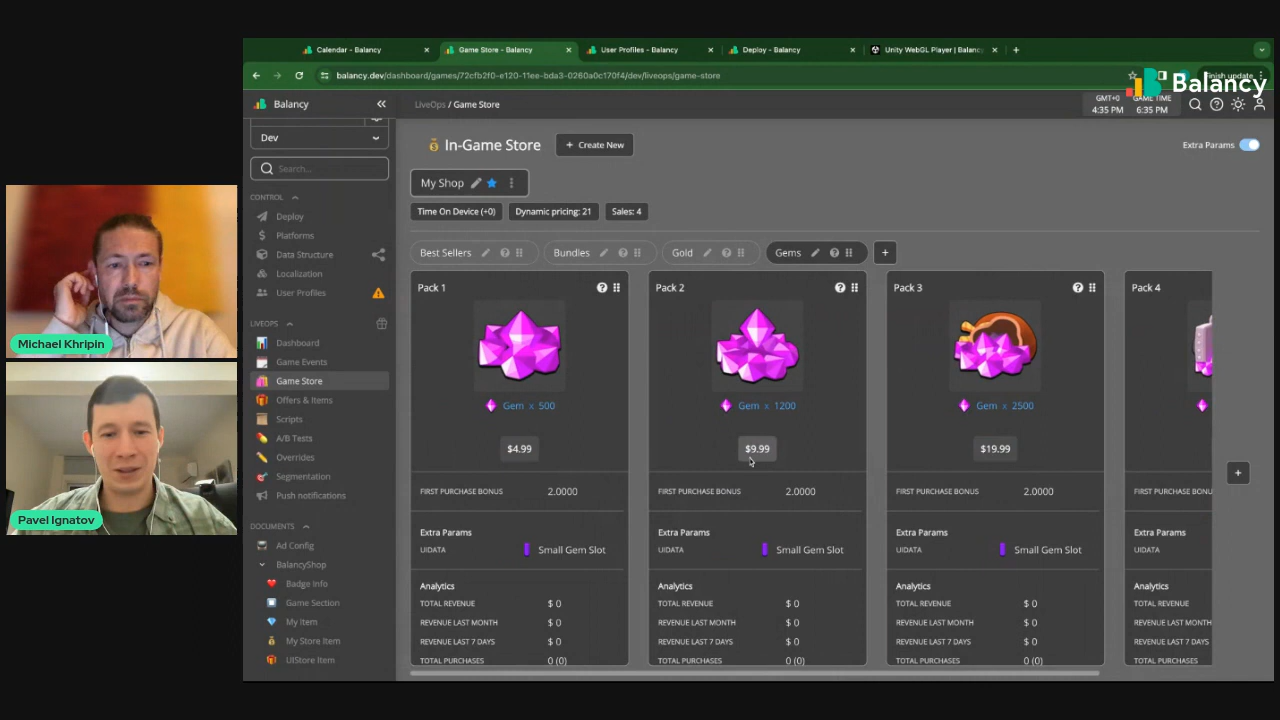 Calendar - Balancy
Game Store - Balancy
User Profiles - Balancy
Deploy - Balancy
Unity WebGL Player | Balanc
balancy.dev/dashboard/games/72cfb2f0-e120-11ee-bda3-0260a0c170f4/dev/liveops/game-store
Finish update
Balancy
Balancy
LiveOps / Game Store
GMT+0
4:35 PM
GAME TIME
6:35 PM
Dev
Search...
CONTROL
Deploy
Platforms
Data Structure
Localization
User Profiles
LIVEOPS
Dashboard
Game Events
Game Store
Offers & Items
Scripts
A/B Tests
Overrides
Segmentation
Push notifications
DOCUMENTS
Ad Config
BalancyShop
Badge Info
Game Section
My Item
My Store Item
UIStore Item
In-Game Store
+ Create New
Extra Params
My Shop
Time On Device (+0)
Dynamic pricing: 21
Sales: 4
Best Sellers
Bundles
Gold
Gems
Pack 1
Gem x 500
$4.99
FIRST PURCHASE BONUS 2.0000
Extra Params
UIDATA Small Gem Slot
Analytics
TOTAL REVENUE $ 0
REVENUE LAST MONTH $ 0
REVENUE LAST 7 DAYS $ 0
TOTAL PURCHASES 0 (0)
Pack 2
Gem x 1200
$9.99
FIRST PURCHASE BONUS 2.0000
Extra Params
UIDATA Small Gem Slot
Analytics
TOTAL REVENUE $ 0
REVENUE LAST MONTH $ 0
REVENUE LAST 7 DAYS $ 0
TOTAL PURCHASES 0 (0)
Pack 3
Gem x 2500
$19.99
FIRST PURCHASE BONUS 2.0000
Extra Params
UIDATA Small Gem Slot
Analytics
TOTAL REVENUE $ 0
REVENUE LAST MONTH $ 0
REVENUE LAST 7 DAYS $ 0
TOTAL PURCHASES 0 (0)
Pack 4
FIRST PURCHASE BONU
Extra Params
UIDATA
Analytics
TOTAL REVENUE
REVENUE LAST MONTH
REVENUE LAST 7 DAYS
TOTAL PURCHASES
Michael Khripin
Pavel Ignatov